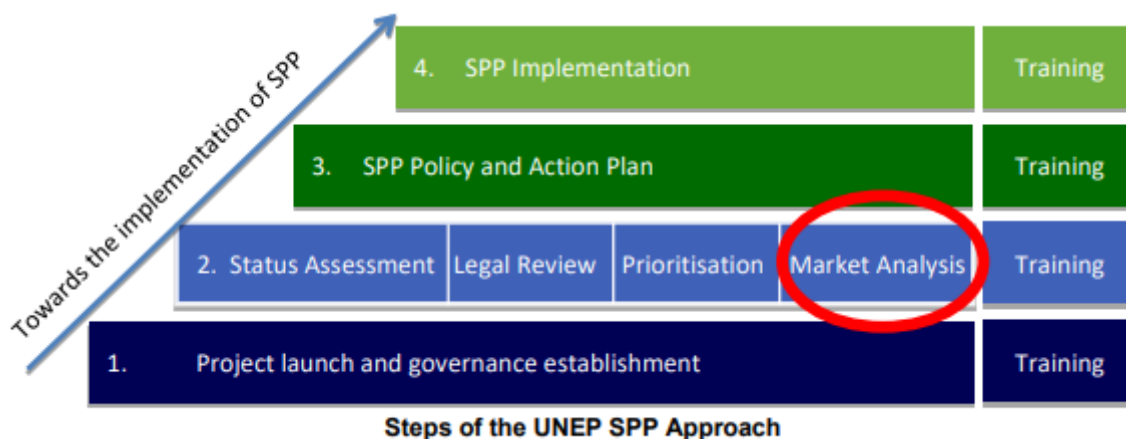 Towards the implementation of SPP
4. SPP Implementation Training
3. SPP Policy and Action Plan Training
2. Status Assessment Legal Review Prioritisation Market Analysis Training
1. Project launch and governance establishment Training
Steps of the UNEP SPP Approach